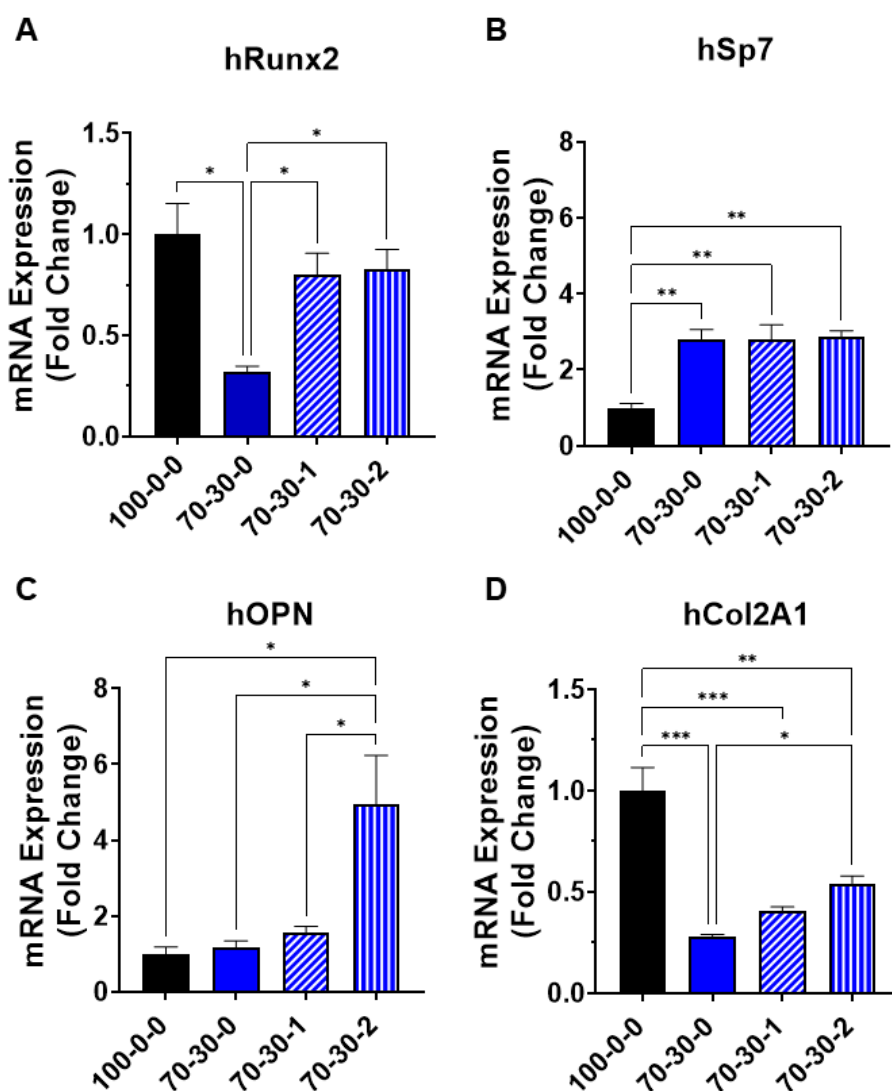 A
hRunx2
mRNA Expression
(Fold Change)
1.5
1.0
0.5
0.0
*
*
*
100-0-0
70-30-0
70-30-1
70-30-2
B
hSp7
mRNA Expression
(Fold Change)
8
6
4
2
0
**
**
**
100-0-0
70-30-0
70-30-1
70-30-2
C
hOPN
mRNA Expression
(Fold Change)
8
6
4
2
0
*
*
*
100-0-0
70-30-0
70-30-1
70-30-2
D
hCol2A1
mRNA Expression
(Fold Change)
1.5
1.0
0.5
0.0
**
***
***
*
100-0-0
70-30-0
70-30-1
70-30-2